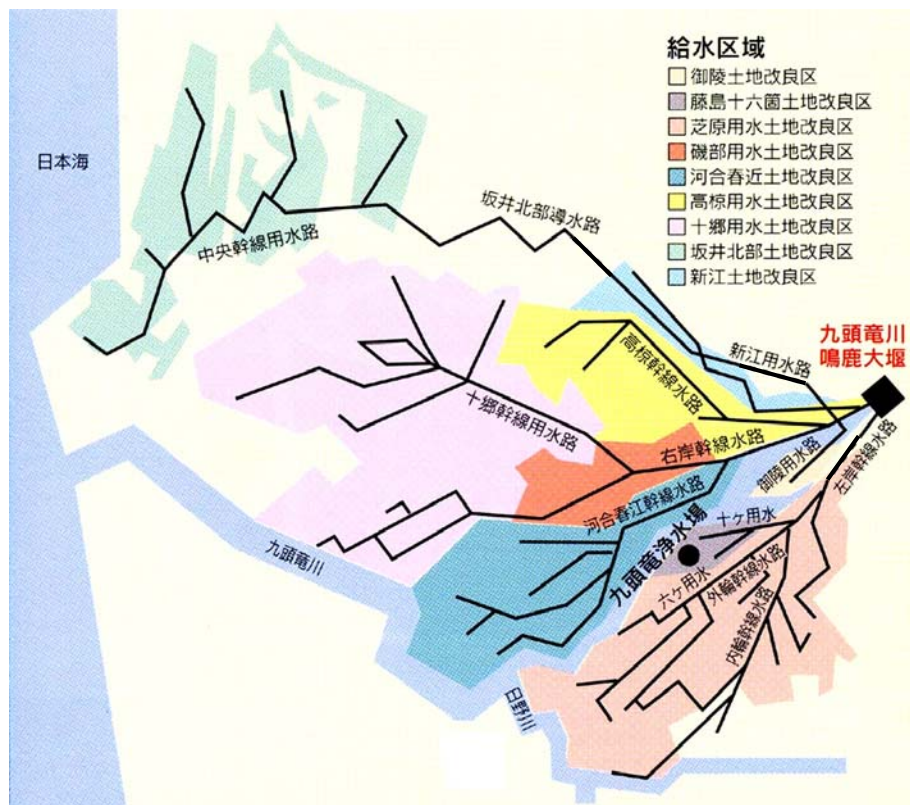 給水区域
御陵土地改良区
藤島十六箇土地改良区
芝原用水土地改良区
磯部用水土地改良区
河合春近土地改良区
高椋用水土地改良区
十郷用水土地改良区
坂井北部土地改良区
新江土地改良区
日本海
坂井北部導水路
中央幹線用水路
九頭竜川
鳴鹿大堰
新江用水路
高椋幹線水路
十郷幹線用水路
右岸幹線水路
御陵用水路
左岸幹線水路
河合春江幹線水路
十ヶ用水
九頭竜浄水場
九頭竜川
六ヶ用水
外輪幹線水路
内輪幹線水路
日野川